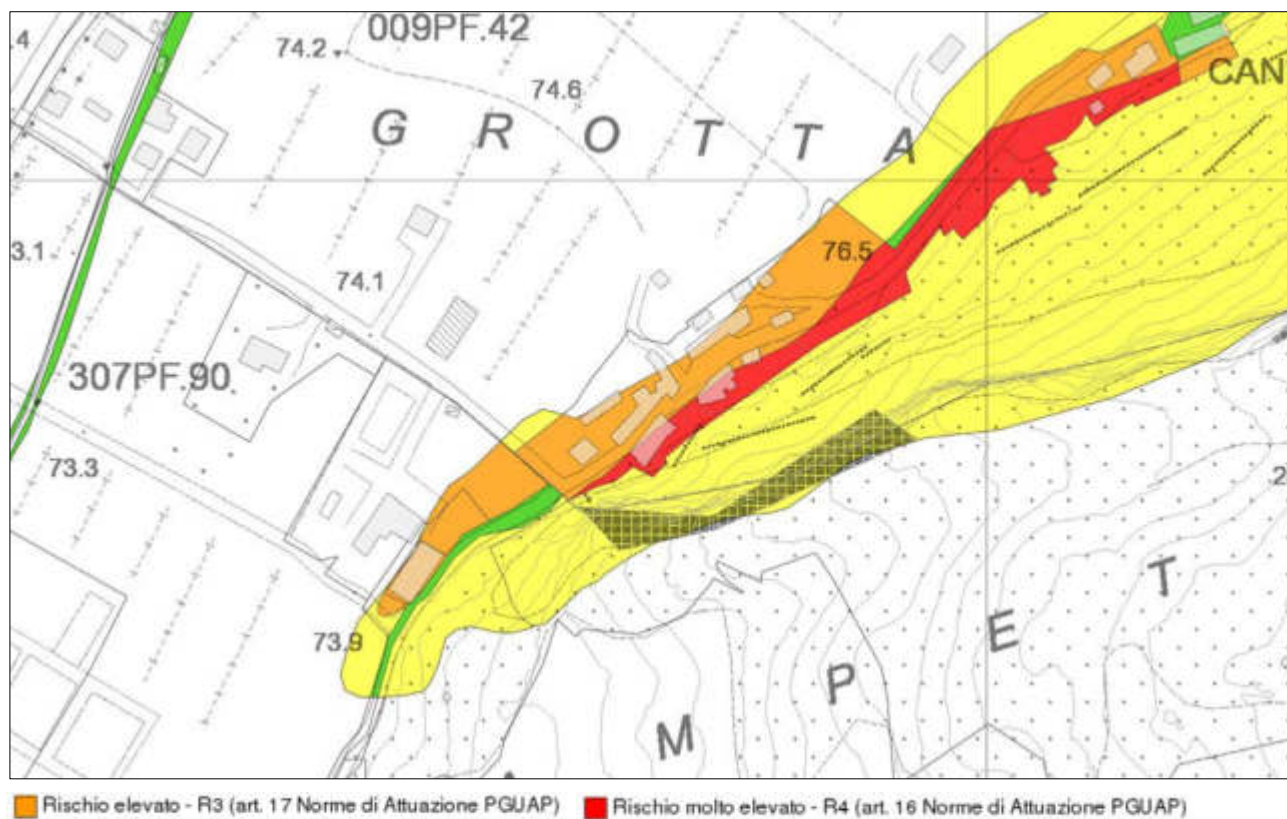 009PF.42
74.2
74.6
.4
G R O T T A
CAN
3.1
76.5
74.1
307PF.90
73.3
73.9
2
M P E T
Rischio elevato - R3 (art. 17 Norme di Attuazione PGUAP)
Rischio molto elevato - R4 (art. 16 Norme di Attuazione PGUAP)